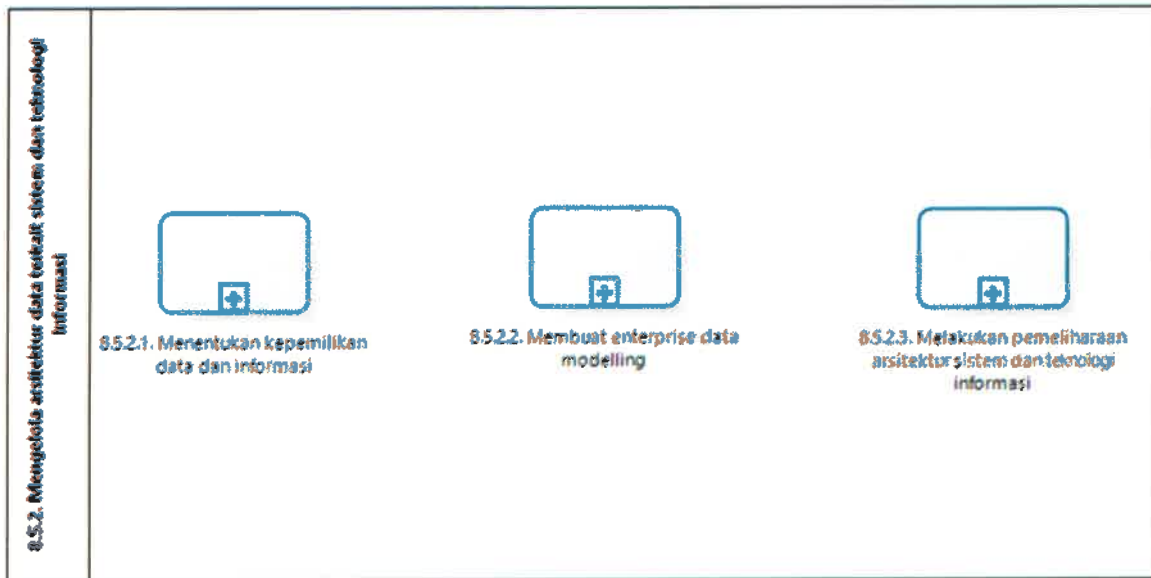 8.5.2. Mengelola arsitektur data terkait sistem dan teknologi
informasi
8.5.2.1. Menentukan kepemilikan
data dan informasi
8.5.2.2. Membuat enterprise data
modelling
8.5.2.3. Melakukan pemeliharaan
arsitektur sistem dan teknologi
informasi